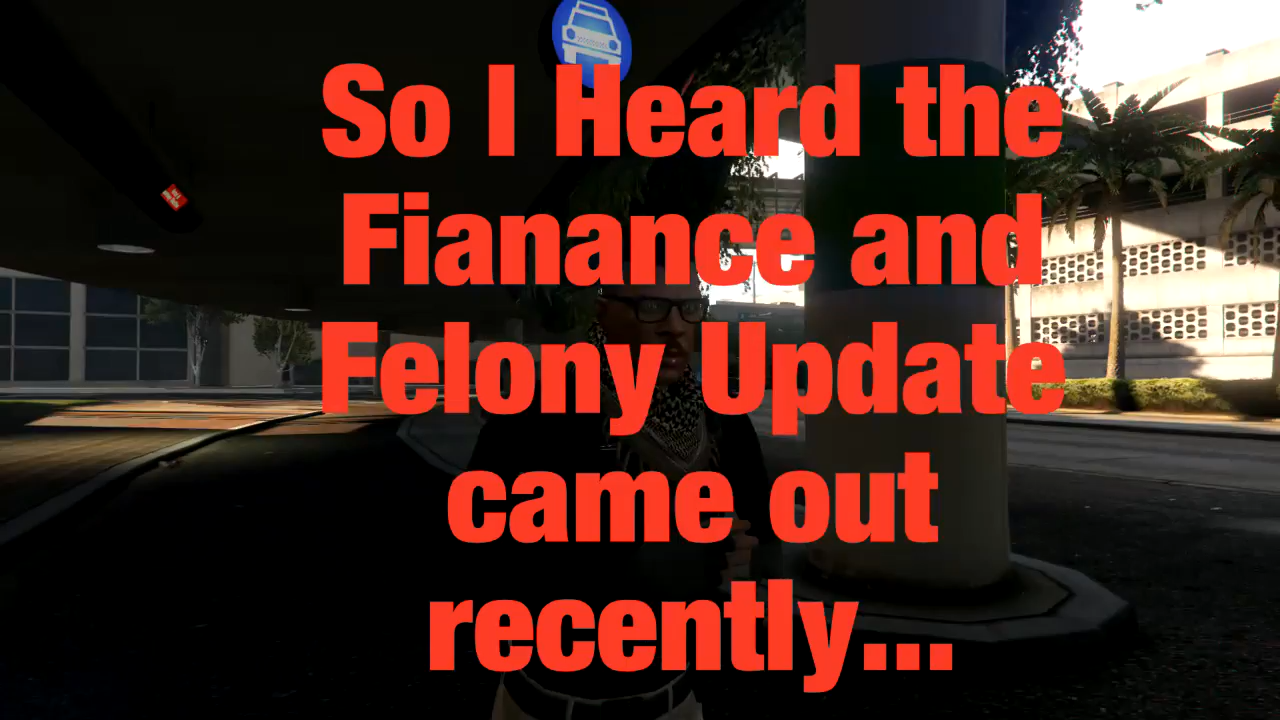 So I Heard the
Fianance and
Felony Update
came out
recently...